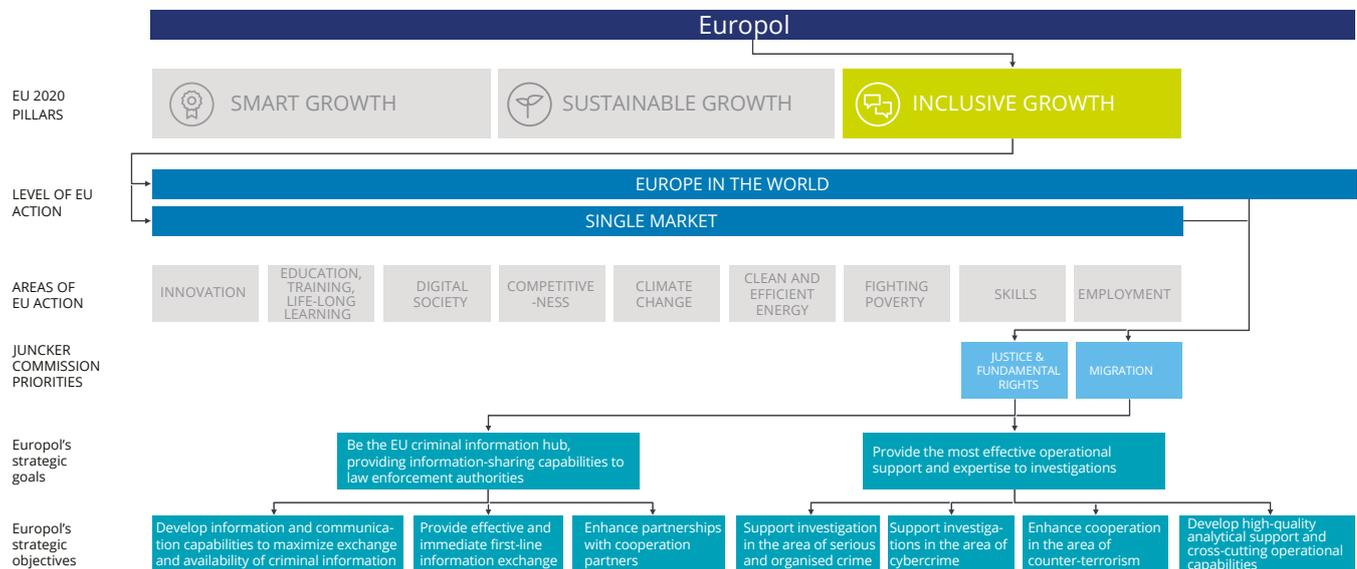 Europol
EU 2020
PILLARS
SMART GROWTH
SUSTAINABLE GROWTH
INCLUSIVE GROWTH
LEVEL OF EU
ACTION
EUROPE IN THE WORLD
SINGLE MARKET
AREAS OF
EU ACTION
INNOVATION
EDUCATION,
TRAINING,
LIFE-LONG
LEARNING
DIGITAL
SOCIETY
COMPETITIVE
-NESS
CLIMATE
CHANGE
CLEAN AND
EFFICIENT
ENERGY
FIGHTING
POVERTY
SKILLS
EMPLOYMENT
JUNCKER
COMMISSION
PRIORITIES
JUSTICE &
FUNDAMENTAL
RIGHTS
MIGRATION
Europol’s
strategic
goals
Be the EU criminal information hub,
providing information-sharing capabilities to
law enforcement authorities
Provide the most effective operational
support and expertise to investigations
Europol’s
strategic
objectives
Develop information and communica-
tion capabilities to maximize exchange
and availability of criminal information
Provide effective and
immediate first-line
information exchange
Enhance partnerships
with cooperation
partners
Support investigation
in the area of serious
and organised crime
Support investiga-
tions in the area of
cybercrime
Enhance cooperation
in the area of
counter-terrorism
Develop high-quality
analytical support and
cross-cutting operational
capabilities